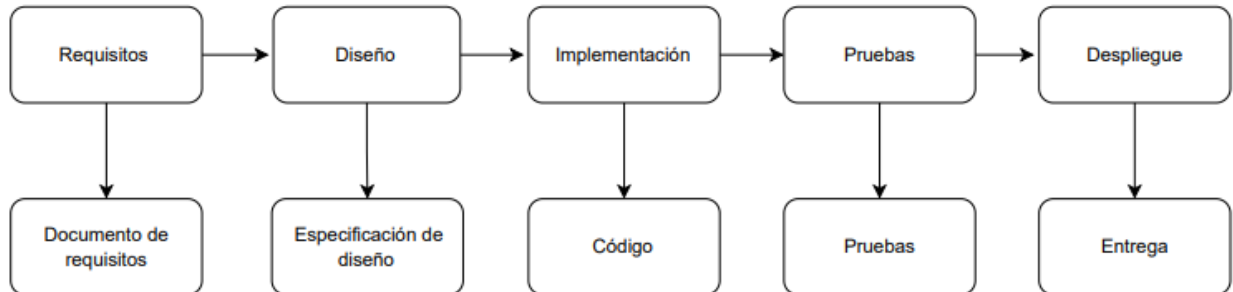 Requisitos
Diseño
Implementación
Pruebas
Despliegue
Documento de
requisitos
Especificación de
diseño
Código
Pruebas
Entrega